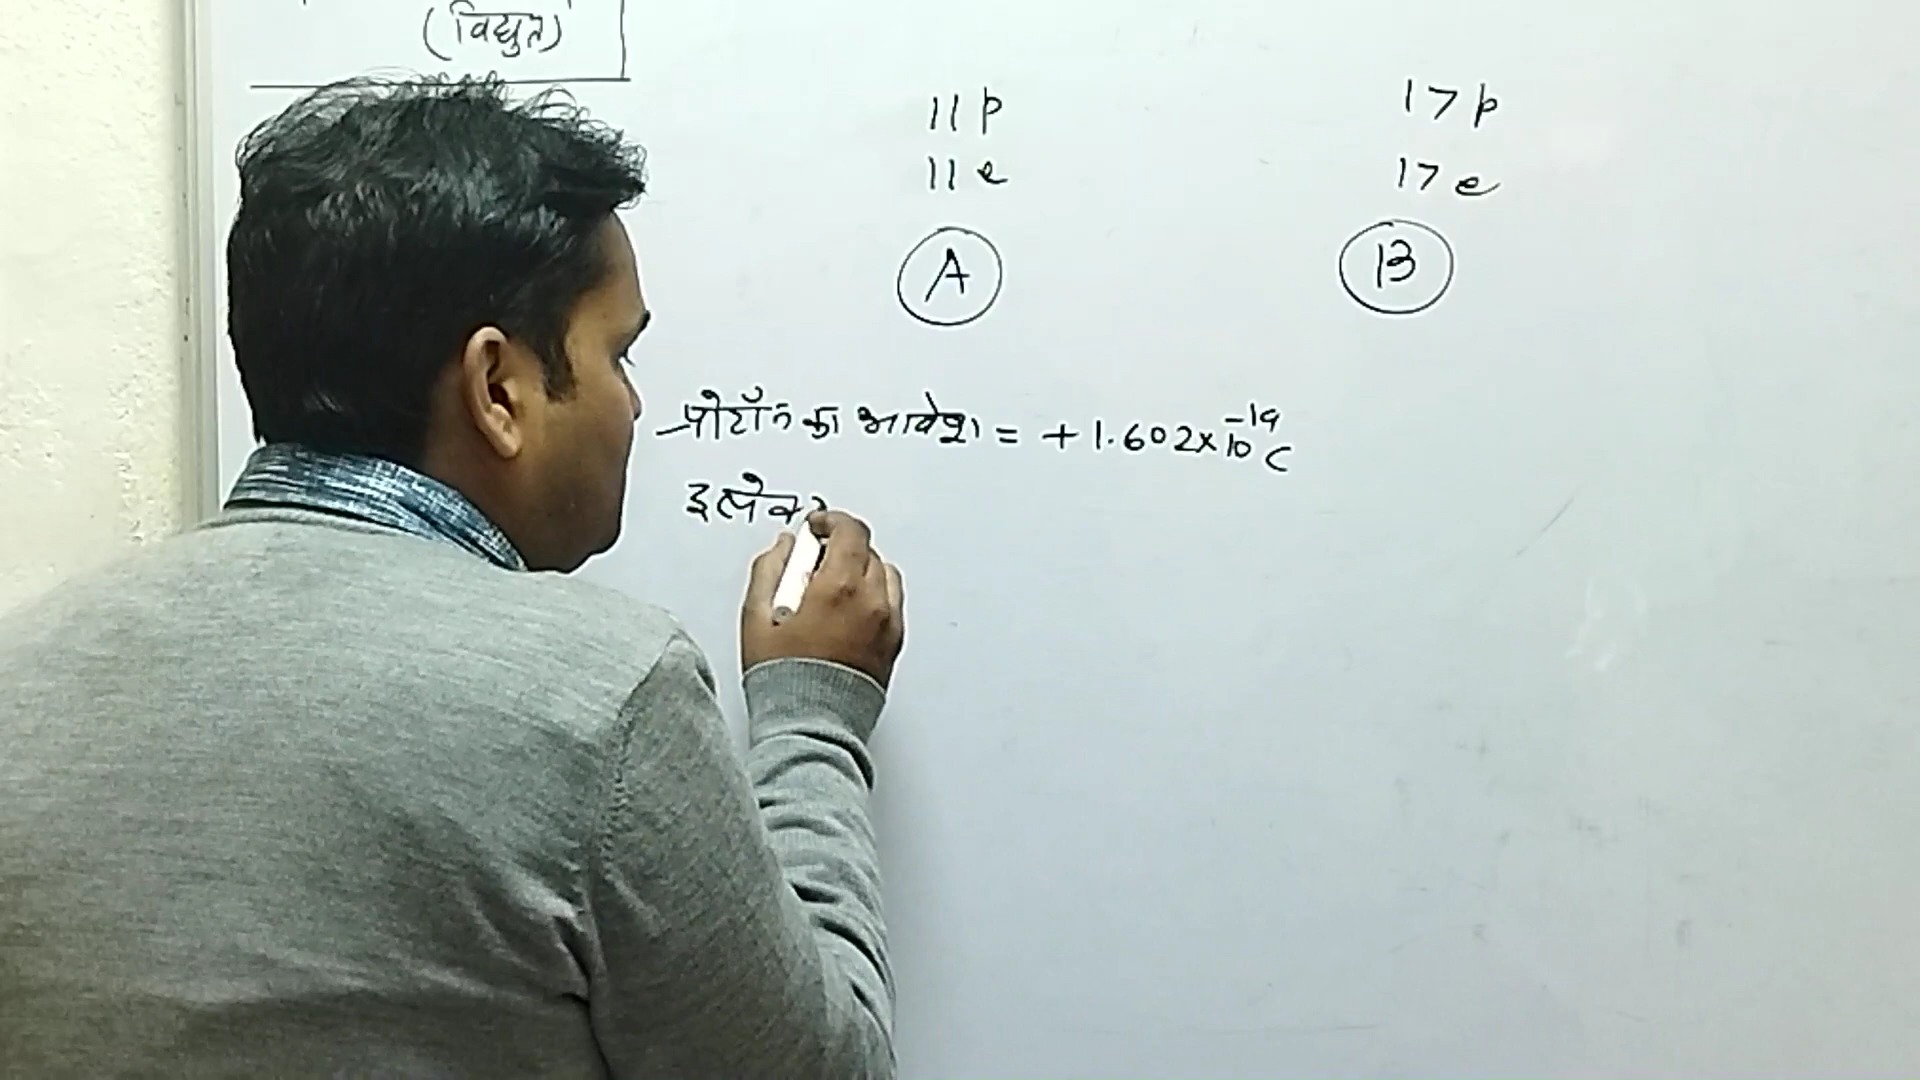 (विद्युत)
11 p
11 e
A
17 p
17 e
B
प्रोटॉन का आवेश = + 1.602 x 10⁻¹⁹ C
इलेक्